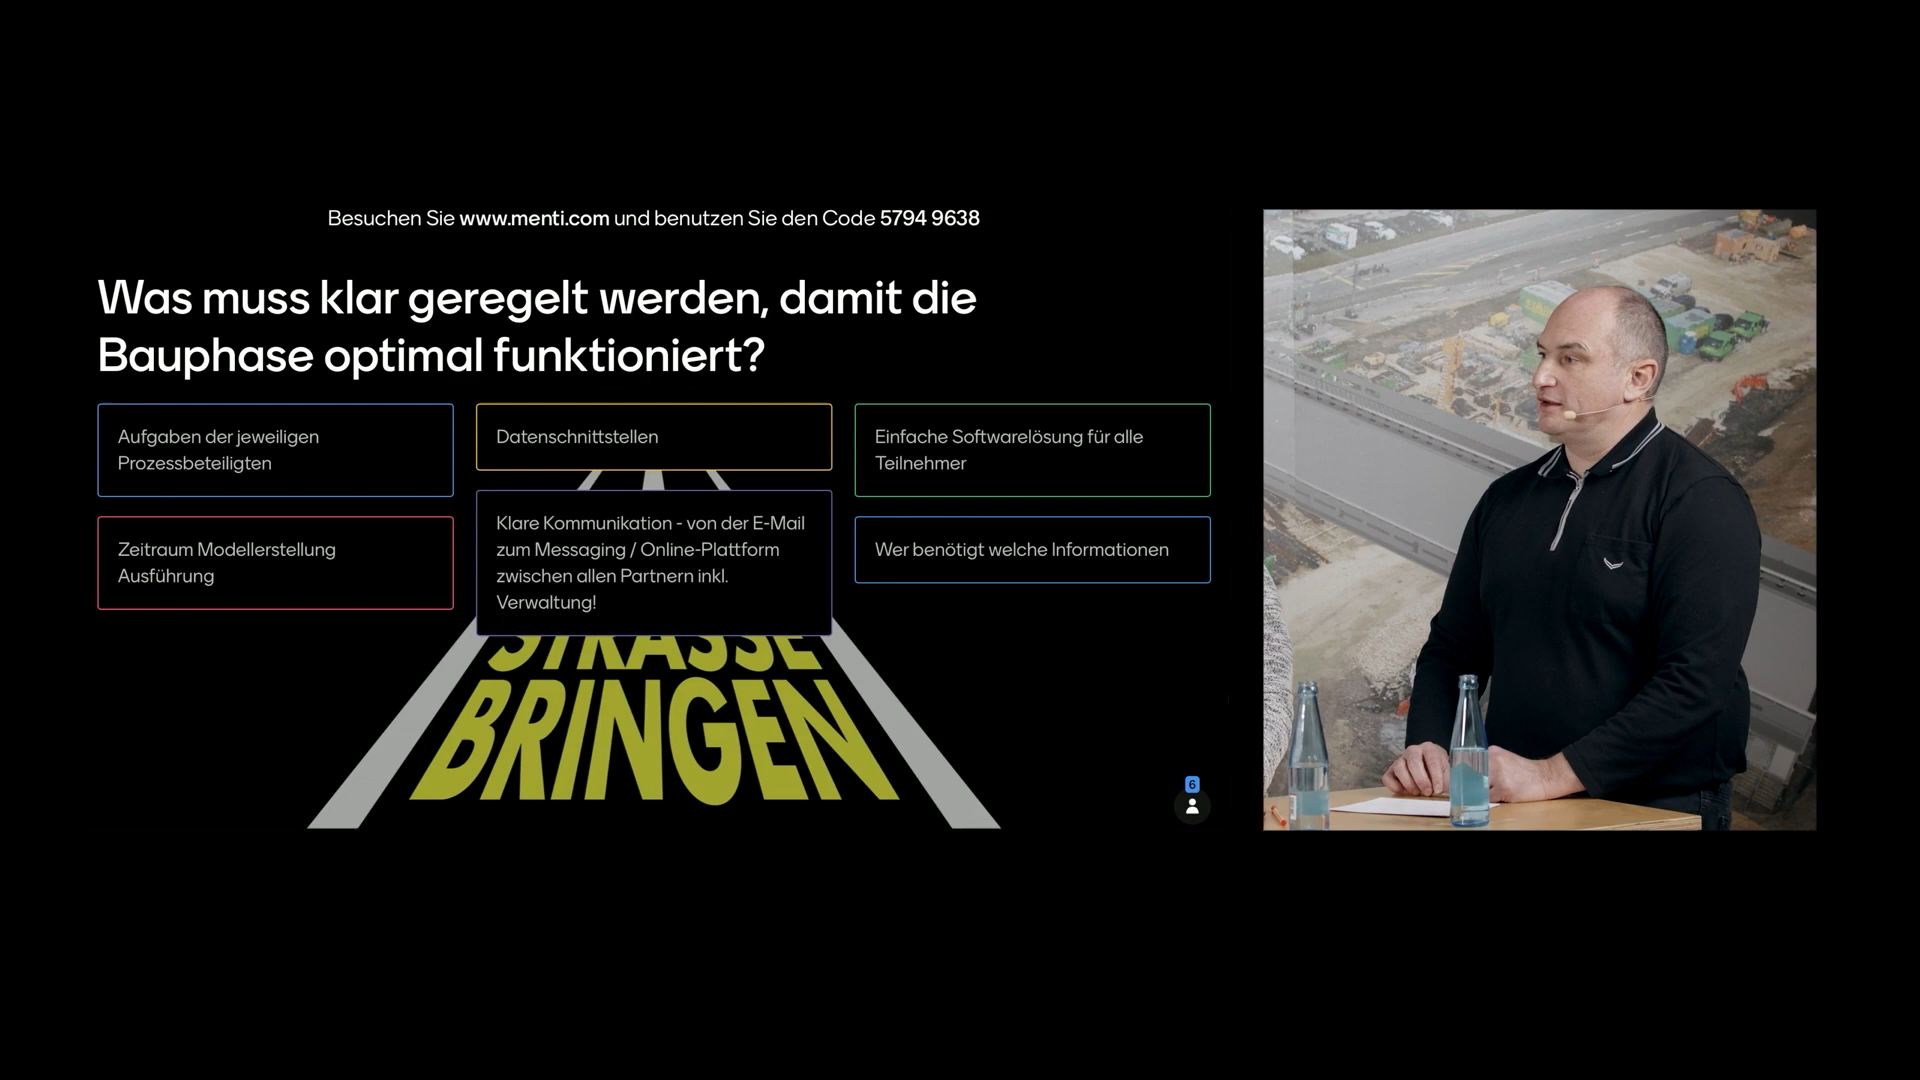 Besuchen Sie www.menti.com und benutzen Sie den Code 5794 9638
Was muss klar geregelt werden, damit die
Bauphase optimal funktioniert?
Aufgaben der jeweiligen
Prozessbeteiligten
Datenschnittstellen
Einfache Softwarelösung für alle
Teilnehmer
Zeitraum Modellerstellung
Ausführung
Klare Kommunikation - von der E-Mail
zum Messaging / Online-Plattform
zwischen allen Partnern inkl.
Verwaltung!
Wer benötigt welche Informationen
STRASSE
BRINGEN
6